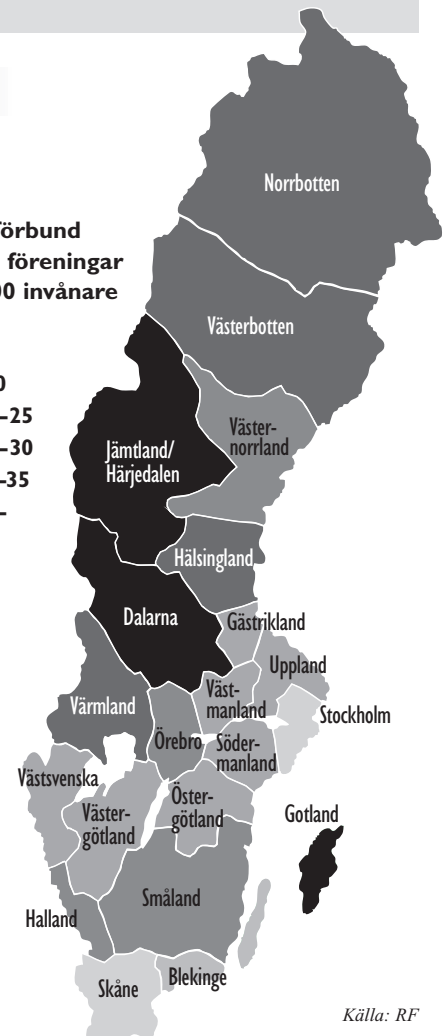 förbund
föreningar
00 invånare
0
–25
–30
–35
–
Norrbotten
Västerbotten
Väster-
norrland
Jämtland/
Härjedalen
Hälsingland
Dalarna
Gästrikland
Uppland
Väst-
manland
Värmland
Stockholm
Örebro
Söder-
manland
Västsvenska
Öster-
götland
Väster-
götland
Gotland
Småland
Halland
Blekinge
Skåne
Källa: RF